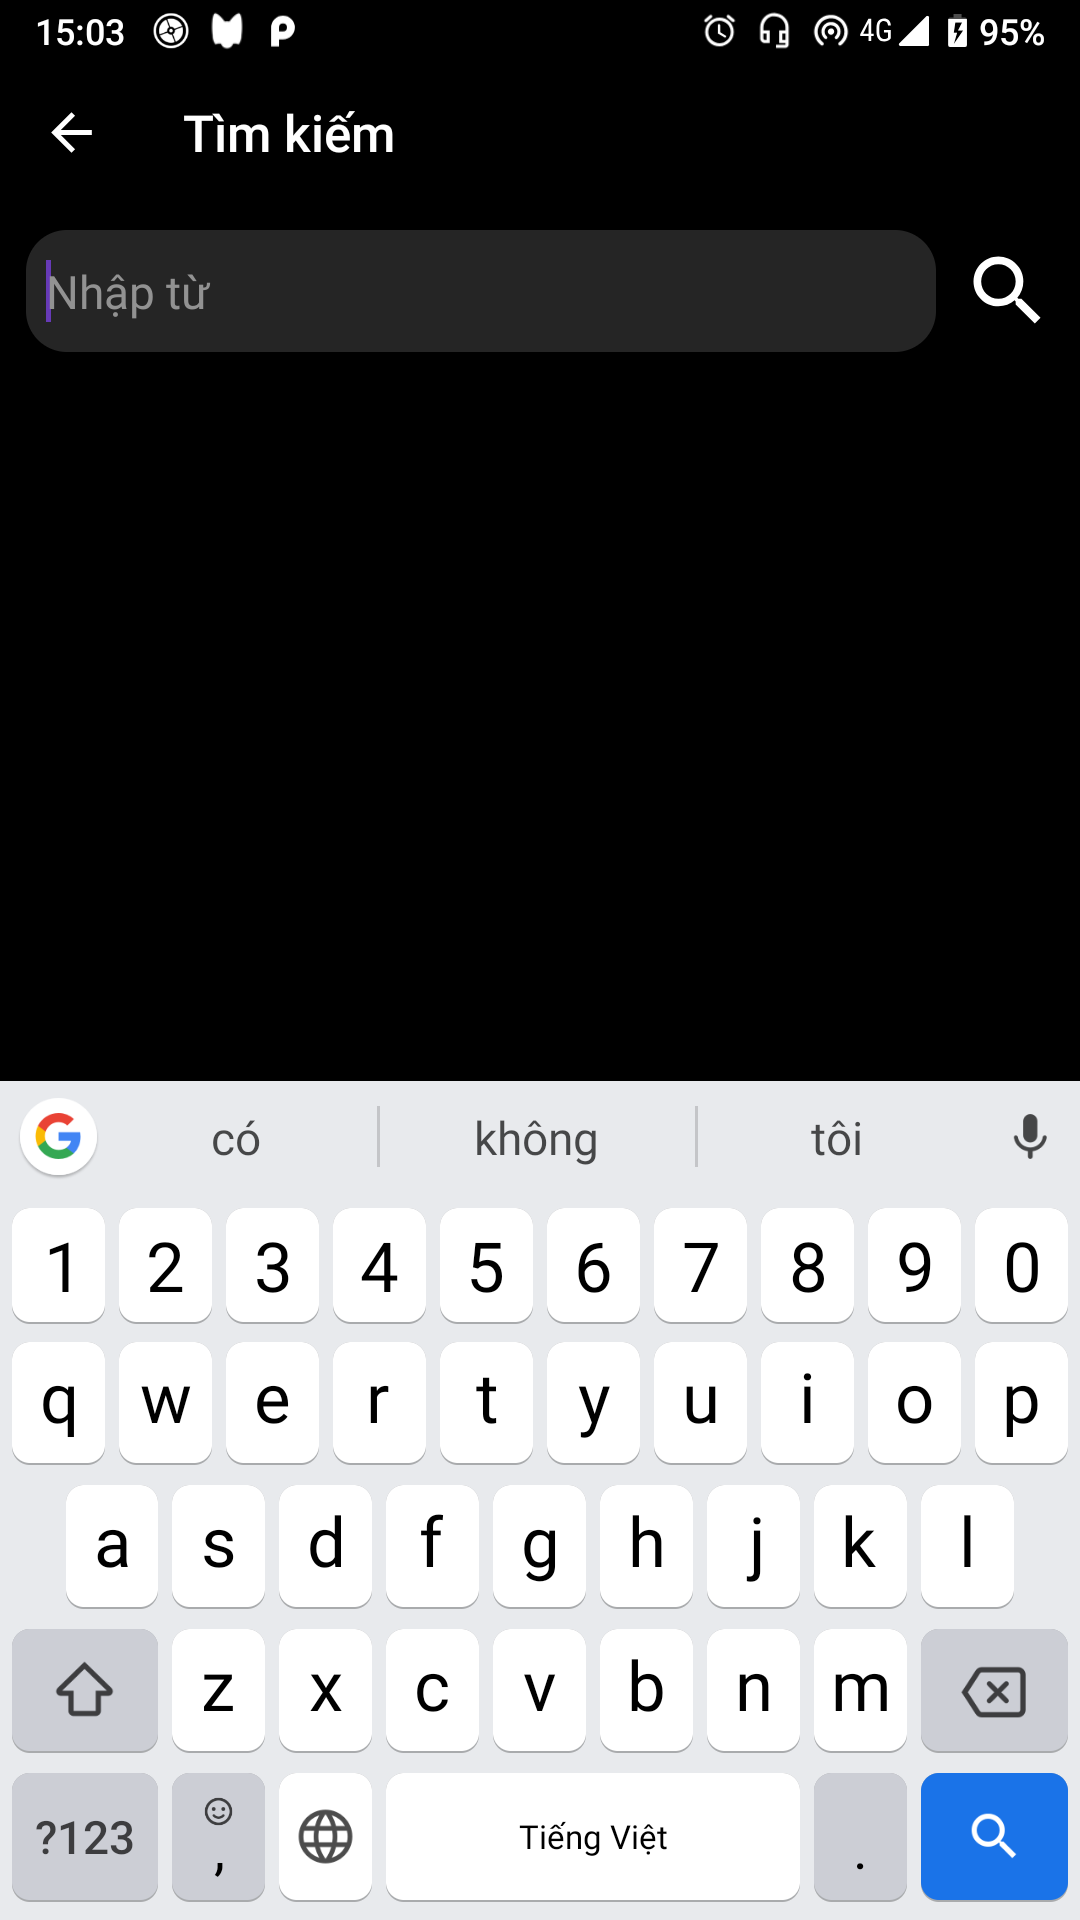 15:03 4G 95%
Tìm kiếm
Nhập từ
có không tôi
1 2 3 4 5 6 7 8 9 0
q w e r t y u i o p
a s d f g h j k l
z x c v b n m
?123 , Tiếng Việt .